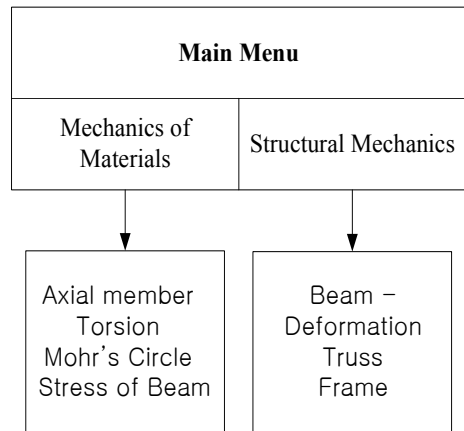 Main Menu
Mechanics of
Materials
Structural Mechanics
Axial member
Torsion
Mohr's Circle
Stress of Beam
Beam -
Deformation
Truss
Frame